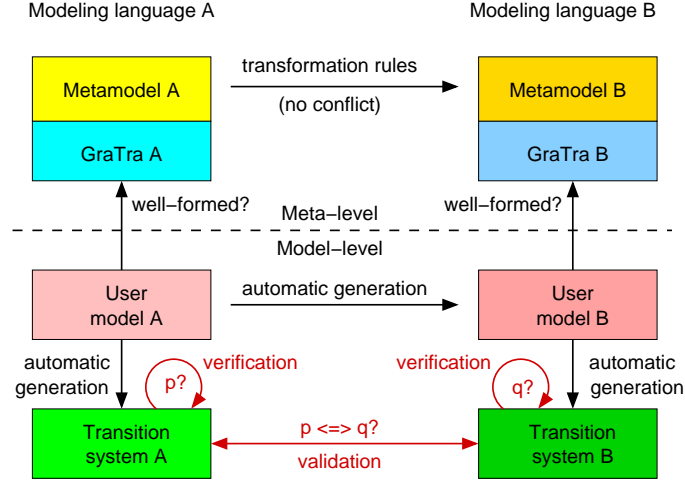 Modeling language A
Modeling language B
Metamodel A
transformation rules
Metamodel B
(no conflict)
GraTra A
GraTra B
well-formed?
well-formed?
Meta-level
Model-level
User
model A
automatic generation
User
model B
automatic
generation
verification
p?
verification
q?
automatic
generation
Transition
system A
p <=> q?
validation
Transition
system B